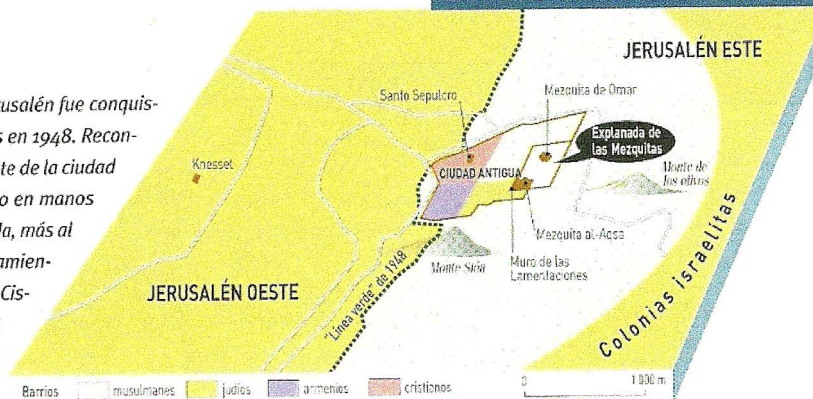 rusalén fue conquis-
s en 1948. Recon-
te de la ciudad
o en manos
la, más al
amien-
Cis-
JERUSALÉN ESTE
Santo Sepulcro
Mezquita de Omar
Explanada de
las Mezquitas
Knesset
CIUDAD ANTIGUA
Monte de
los olivos
Mezquita al-Aqsa
Monte Sión
Muro de las
Lamentaciones
JERUSALÉN OESTE
"Línea verde" de 1948
Colonias israelitas
Barrios musulmanes judíos armenios cristianos
0 1 000 m